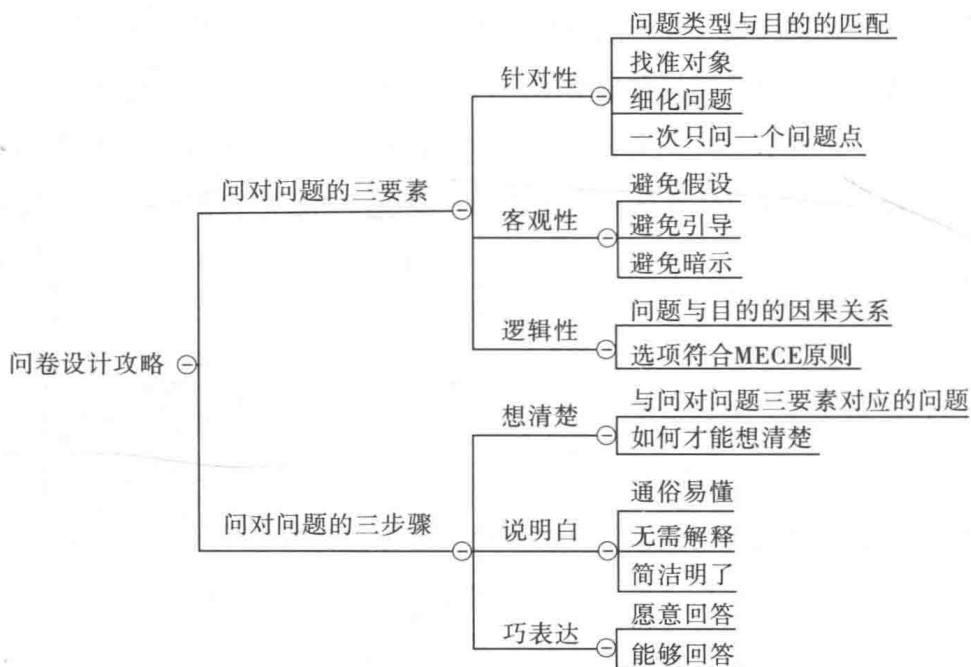 问卷设计攻略
问对问题的三要素
针对性
问题类型与目的的匹配
找准对象
细化问题
一次只问一个问题点
客观性
避免假设
避免引导
避免暗示
逻辑性
问题与目的的因果关系
选项符合MECE原则
问对问题的三步骤
想清楚
与问对问题三要素对应的问题
如何才能想清楚
说明白
通俗易懂
无需解释
简洁明了
巧表达
愿意回答
能够回答